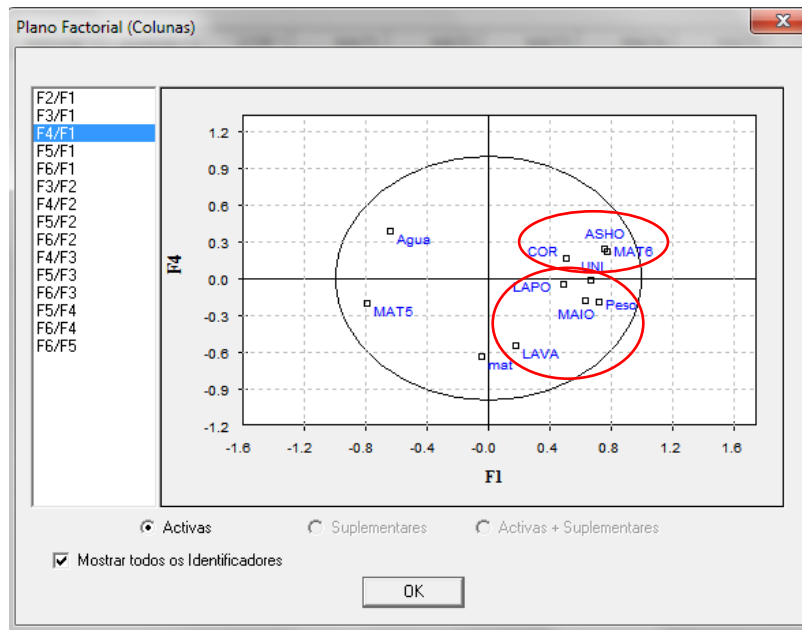 Plano Factorial (Colunas)
F2/F1
F3/F1
F4/F1
F5/F1
F6/F1
F3/F2
F4/F2
F5/F2
F6/F2
F4/F3
F5/F3
F6/F3
F5/F4
F6/F4
F6/F5
F4
1.2
0.9
0.6
0.3
0.0
-0.3
-0.6
-0.9
-1.2
Agua
ASHO
COR
MAT6
UNI
LAPO
MAT5
MAIO
Peso
LAVA
mat
-1.6
-1.2
-0.8
-0.4
-0.0
0.4
0.8
1.2
1.6
F1
Activas
Suplementares
Activas + Suplementares
Mostrar todos os Identificadores
OK